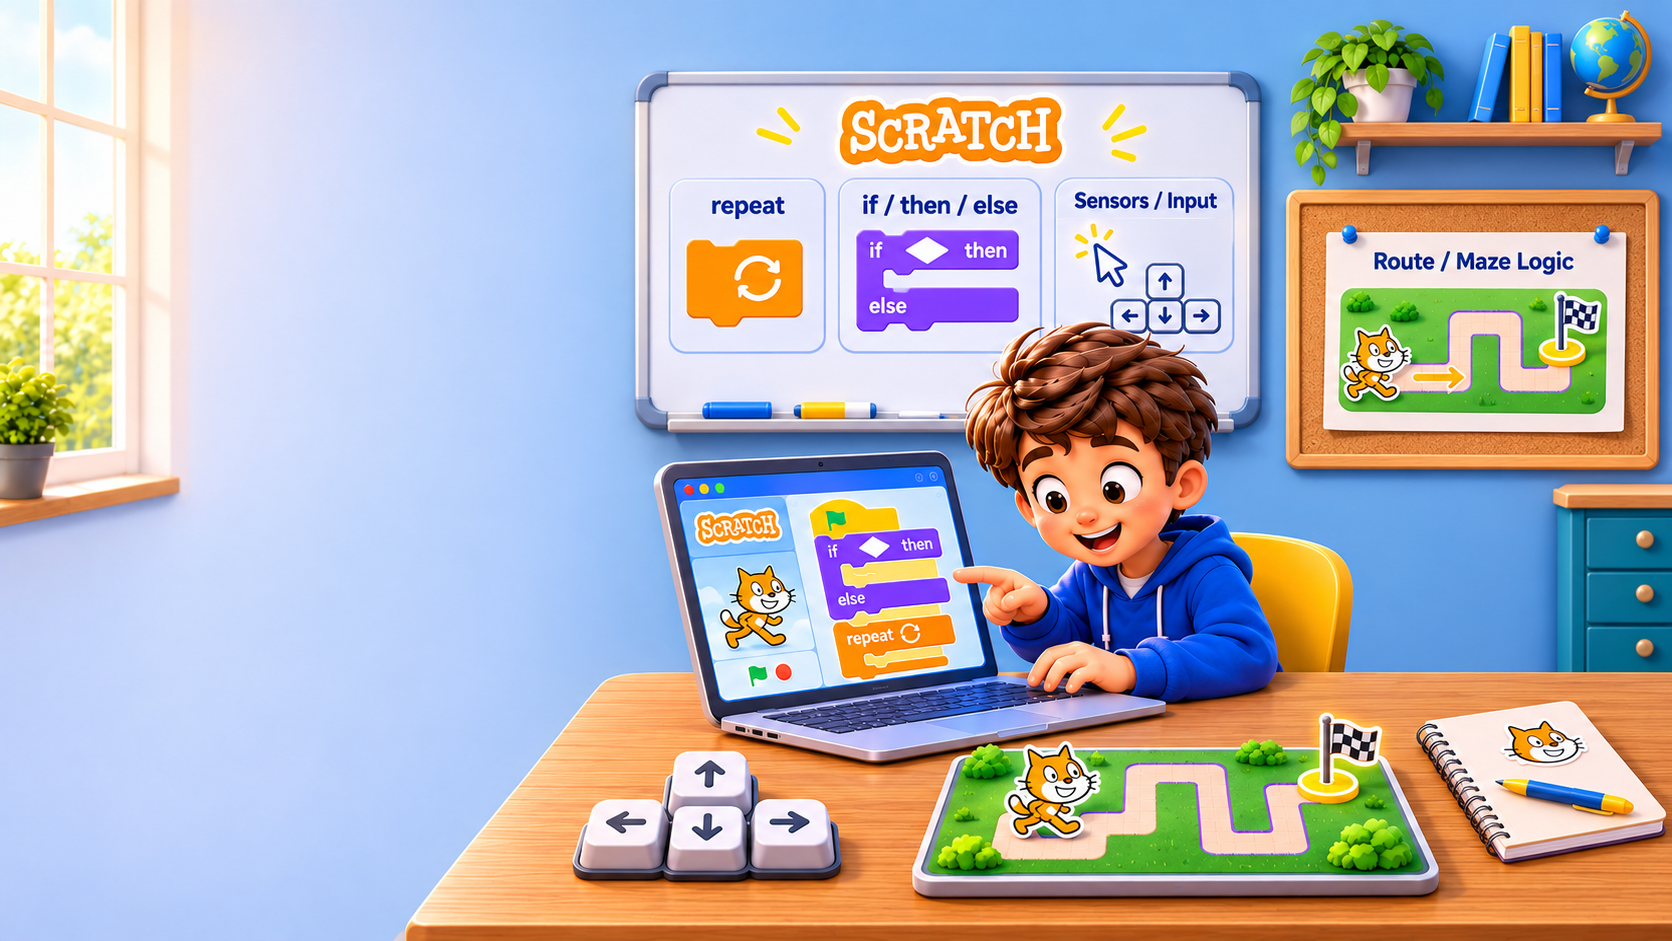 SCRATCH
repeat
if / then / else
if then
else
Sensors / Input
Route / Maze Logic
SCRATCH
if then
else
repeat